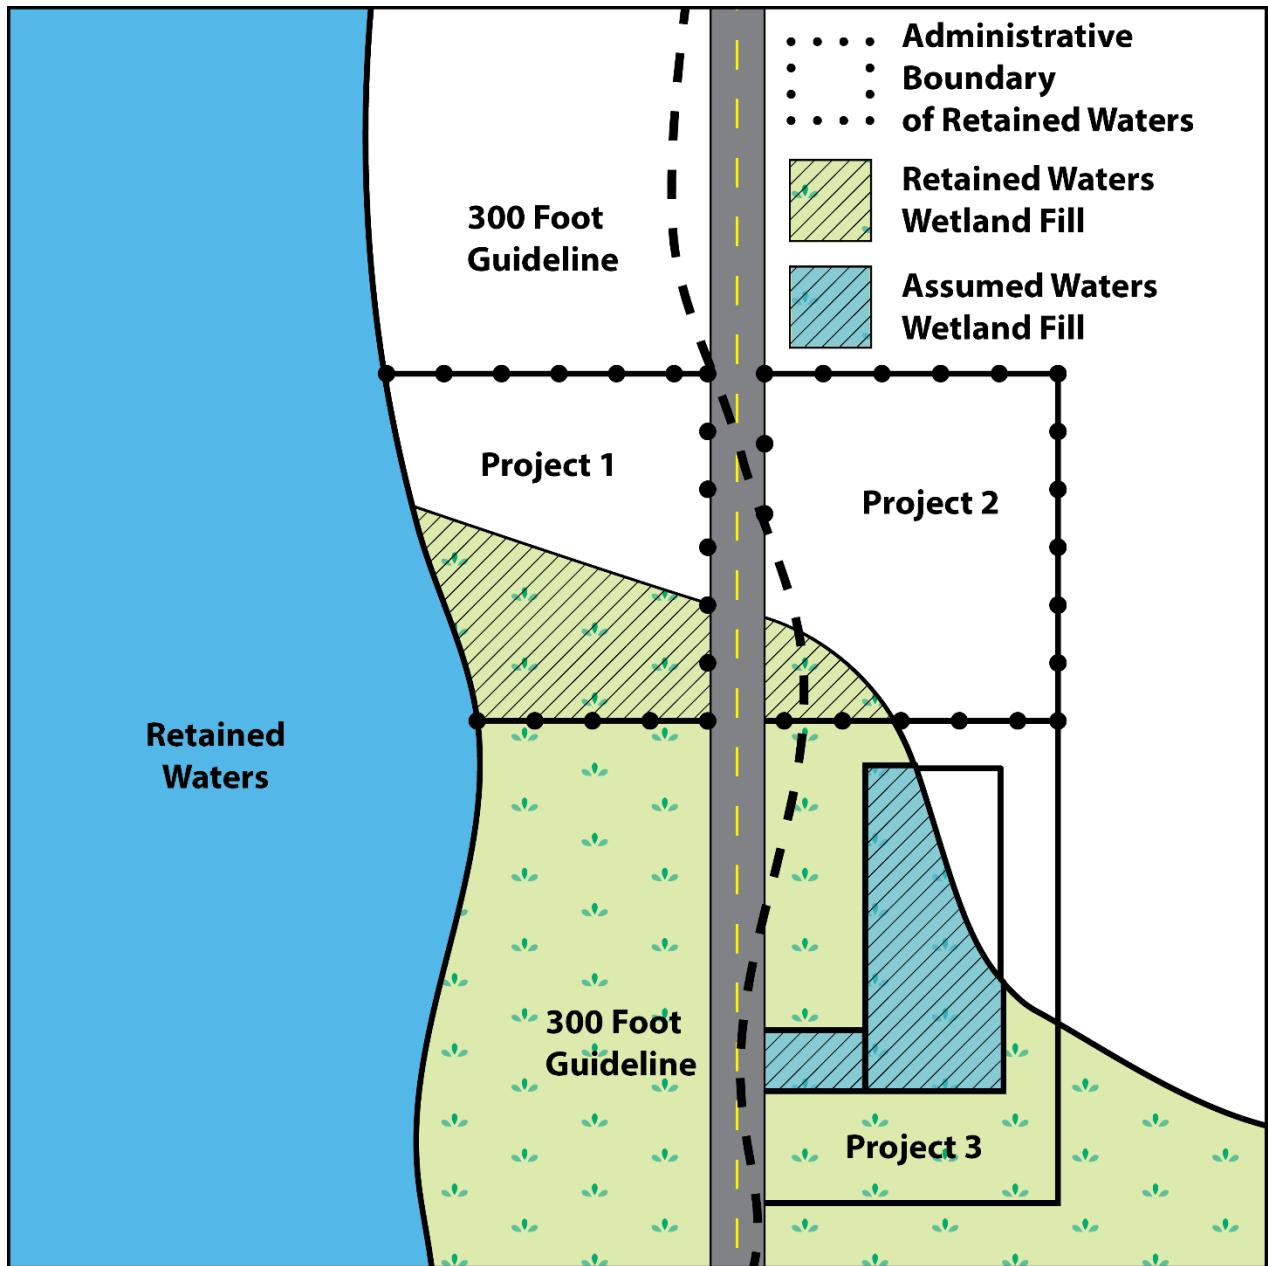 Administrative
Boundary
of Retained Waters
Retained Waters
Wetland Fill
Assumed Waters
Wetland Fill
300 Foot
Guideline
Project 1
Project 2
Retained
Waters
300 Foot
Guideline
Project 3